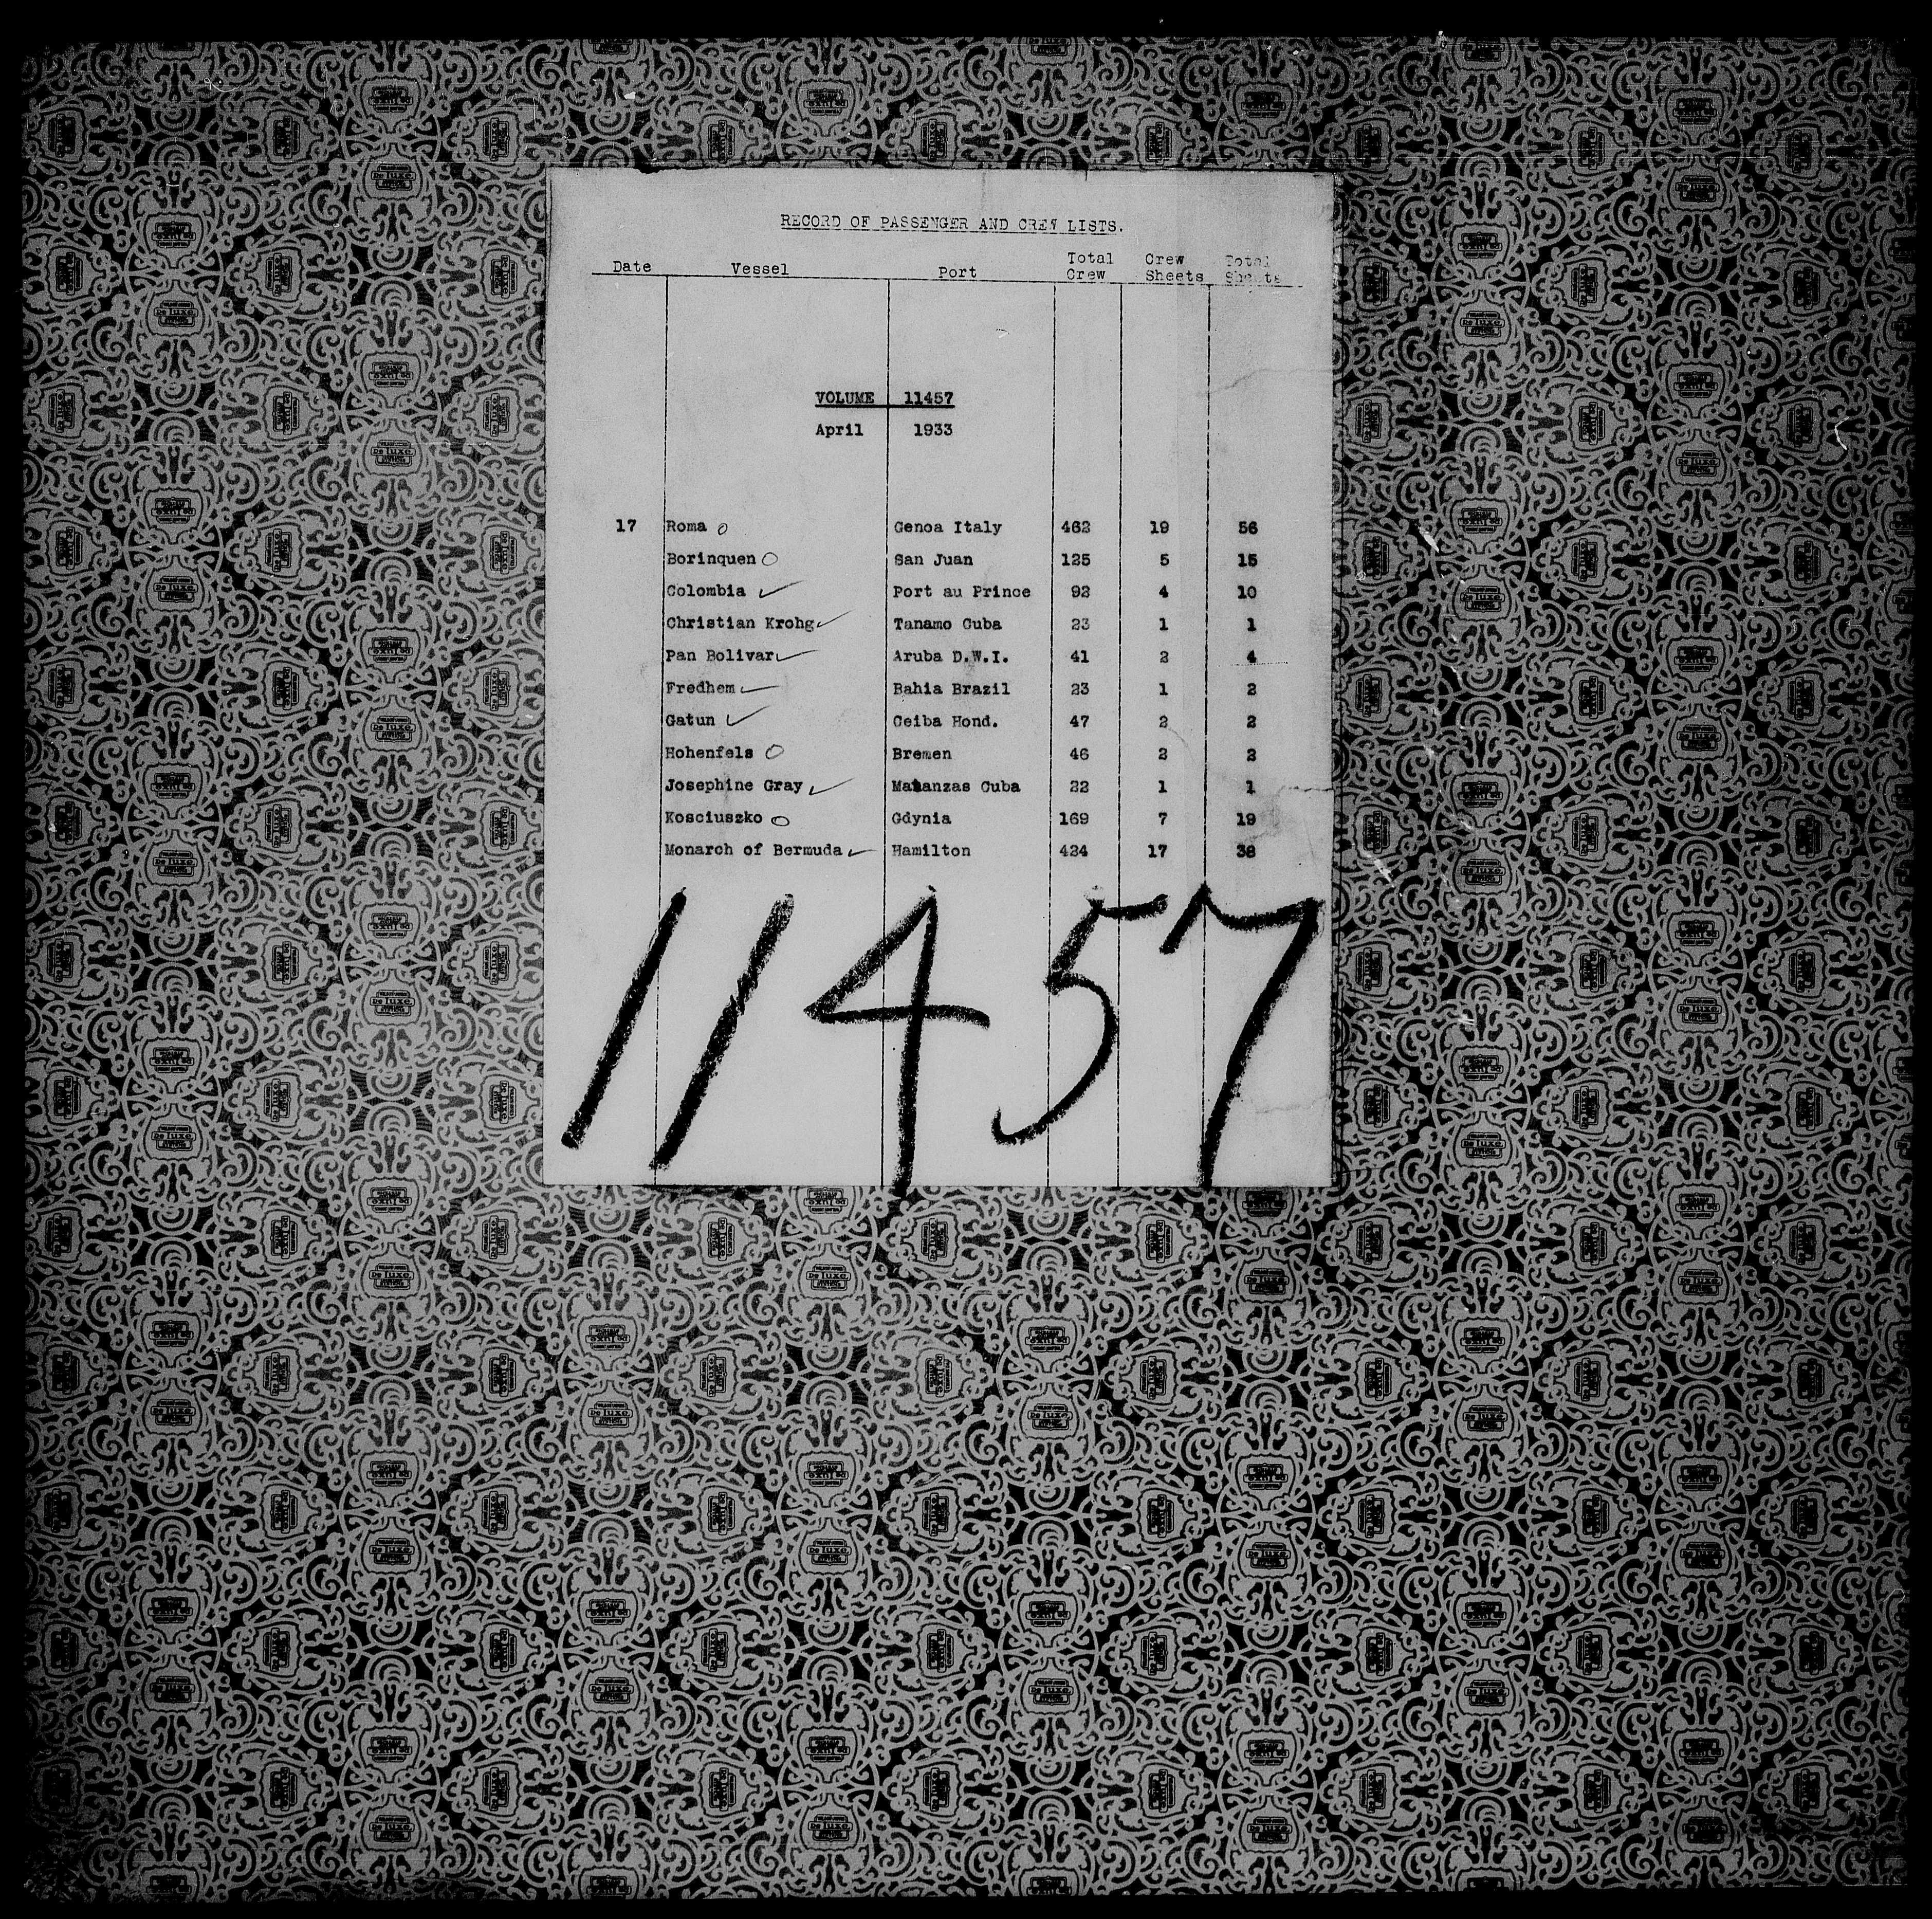 RECORD OF PASSENGER AND CREW LISTS.
Date Vessel Port Total Crew Crew Sheets Total Sheets
VOLUME 11457
April 1933
17 Roma Genoa Italy 462 19 56
Borinquen San Juan 125 5 15
Colombia Port au Prince 92 4 10
Christian Krohg Tanamo Cuba 23 1 1
Pan Bolivar Aruba D.W.I. 41 2 4
Fredhem Bahia Brazil 23 1 2
Gatun Ceiba Hond. 47 2 2
Hohenfels Bremen 46 2 2
Josephine Gray Matanzas Cuba 22 1 1
Kosciuszko Gdynia 169 7 19
Monarch of Bermuda Hamilton 424 17 38
11457
De luxe